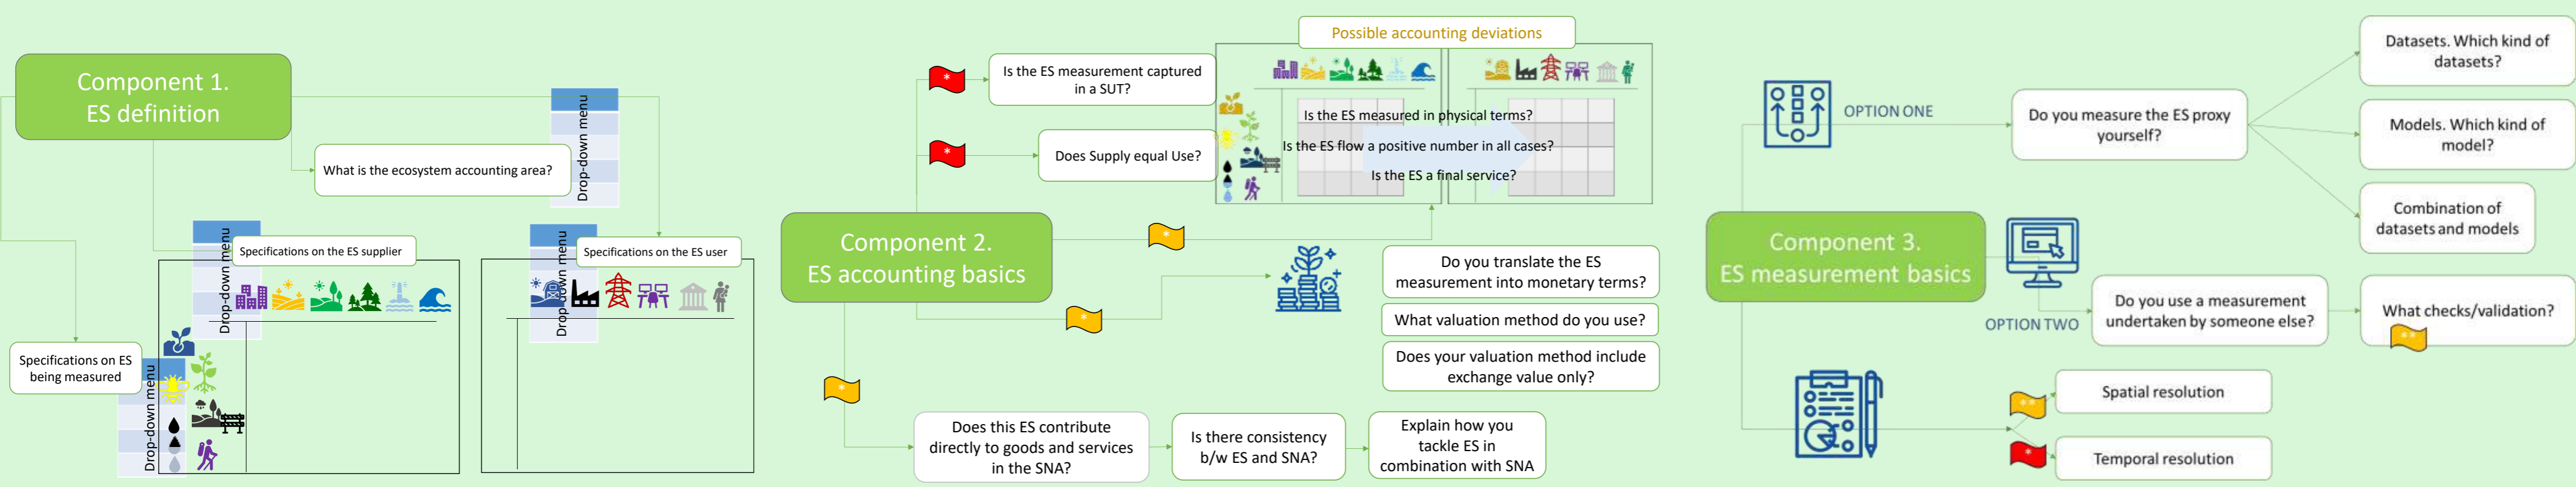 Component 1.
ES definition
Drop-down menu
What is the ecosystem accounting area?
Drop-down menu
Specifications on the ES supplier
Drop-down menu
Specifications on the ES user
Specifications on ES
being measured
Drop-down menu
Possible accounting deviations
*
Is the ES measurement captured
in a SUT?
Is the ES measured in physical terms?
*
Does Supply equal Use?
Is the ES flow a positive number in all cases?
Is the ES a final service?
Component 2.
ES accounting basics
*
Do you translate the ES
measurement into monetary terms?
*
What valuation method do you use?
Does your valuation method include
exchange value only?
*
Does this ES contribute
directly to goods and services
in the SNA?
Is there consistency
b/w ES and SNA?
Explain how you
tackle ES in
combination with SNA
Component 3.
ES measurement basics
OPTION ONE
Do you measure the ES proxy
yourself?
Datasets. Which kind of
datasets?
Models. Which kind of
model?
Combination of
datasets and models
OPTION TWO
Do you use a measurement
undertaken by someone else?
What checks/validation?
**
**
Spatial resolution
*
Temporal resolution